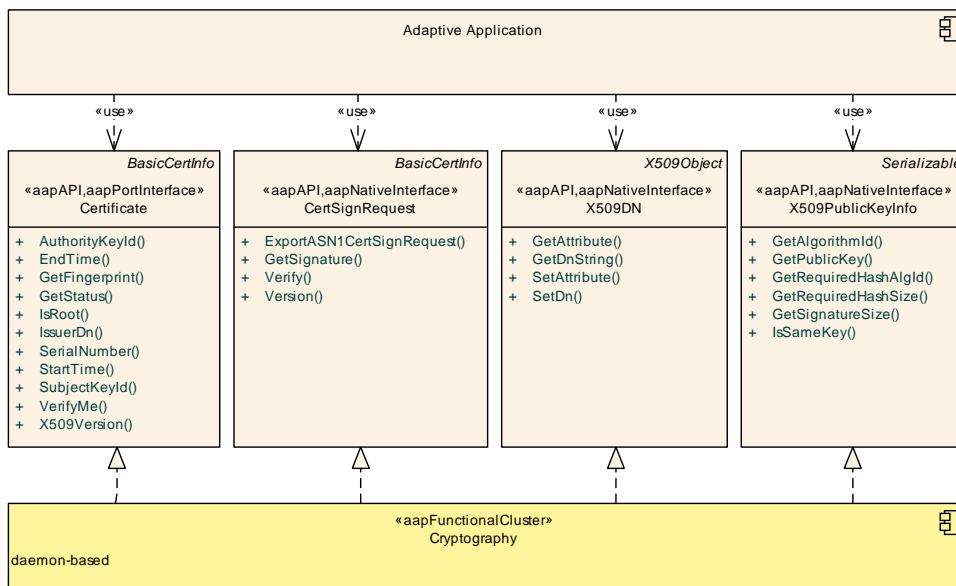 Adaptive Application
«use»
«use»
«use»
«use»
BasicCertInfo
«aapAPI,aapPortInterface»
Certificate
+ AuthorityKeyId()
+ EndTime()
+ GetFingerprint()
+ GetStatus()
+ IsRoot()
+ IssuerDn()
+ SerialNumber()
+ StartTime()
+ SubjectKeyId()
+ VerifyMe()
+ X509Version()
BasicCertInfo
«aapAPI,aapNativeInterface»
CertSignRequest
+ ExportASN1CertSignRequest()
+ GetSignature()
+ Verify()
+ Version()
X509Object
«aapAPI,aapNativeInterface»
X509DN
+ GetAttribute()
+ GetDnString()
+ SetAttribute()
+ SetDn()
Serializable
«aapAPI,aapNativeInterface»
X509PublicKeyInfo
+ GetAlgorithmId()
+ GetPublicKey()
+ GetRequiredHashAlgId()
+ GetRequiredHashSize()
+ GetSignatureSize()
+ IsSameKey()
«aapFunctionalCluster»
Cryptography
daemon-based